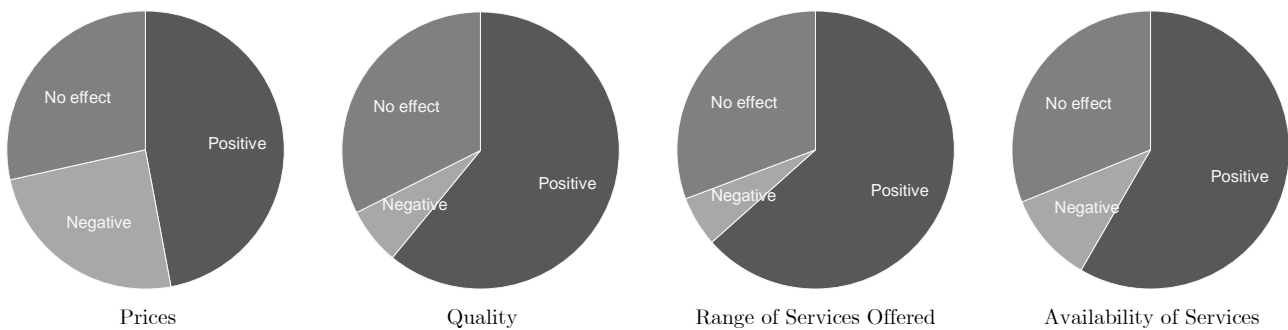 No effect
Positive
Negative
Prices
No effect
Positive
Negative
Quality
No effect
Positive
Negative
Range of Services Offered
No effect
Positive
Negative
Availability of Services